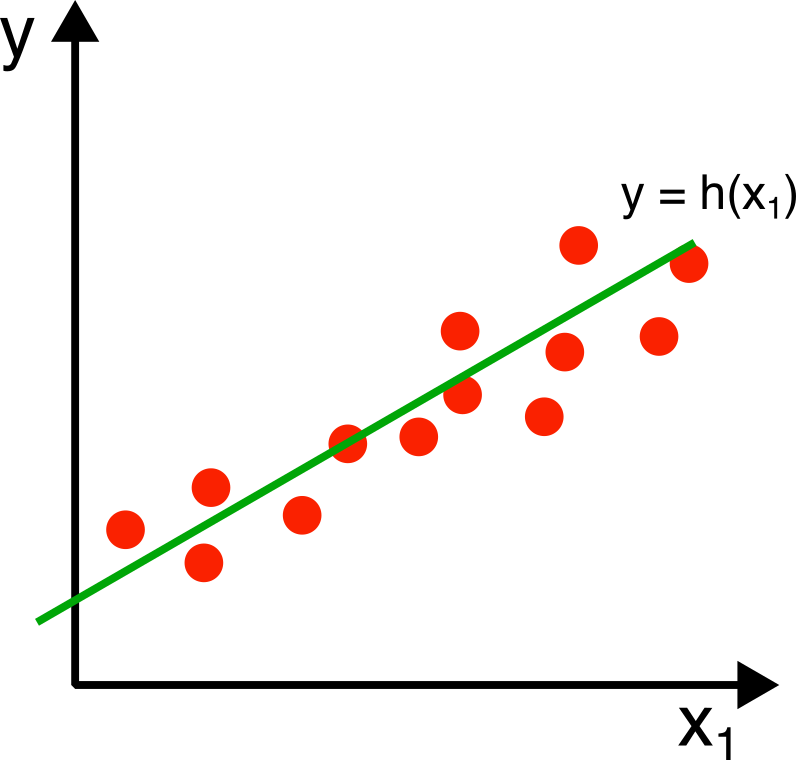 y
y = h(x₁)
x₁